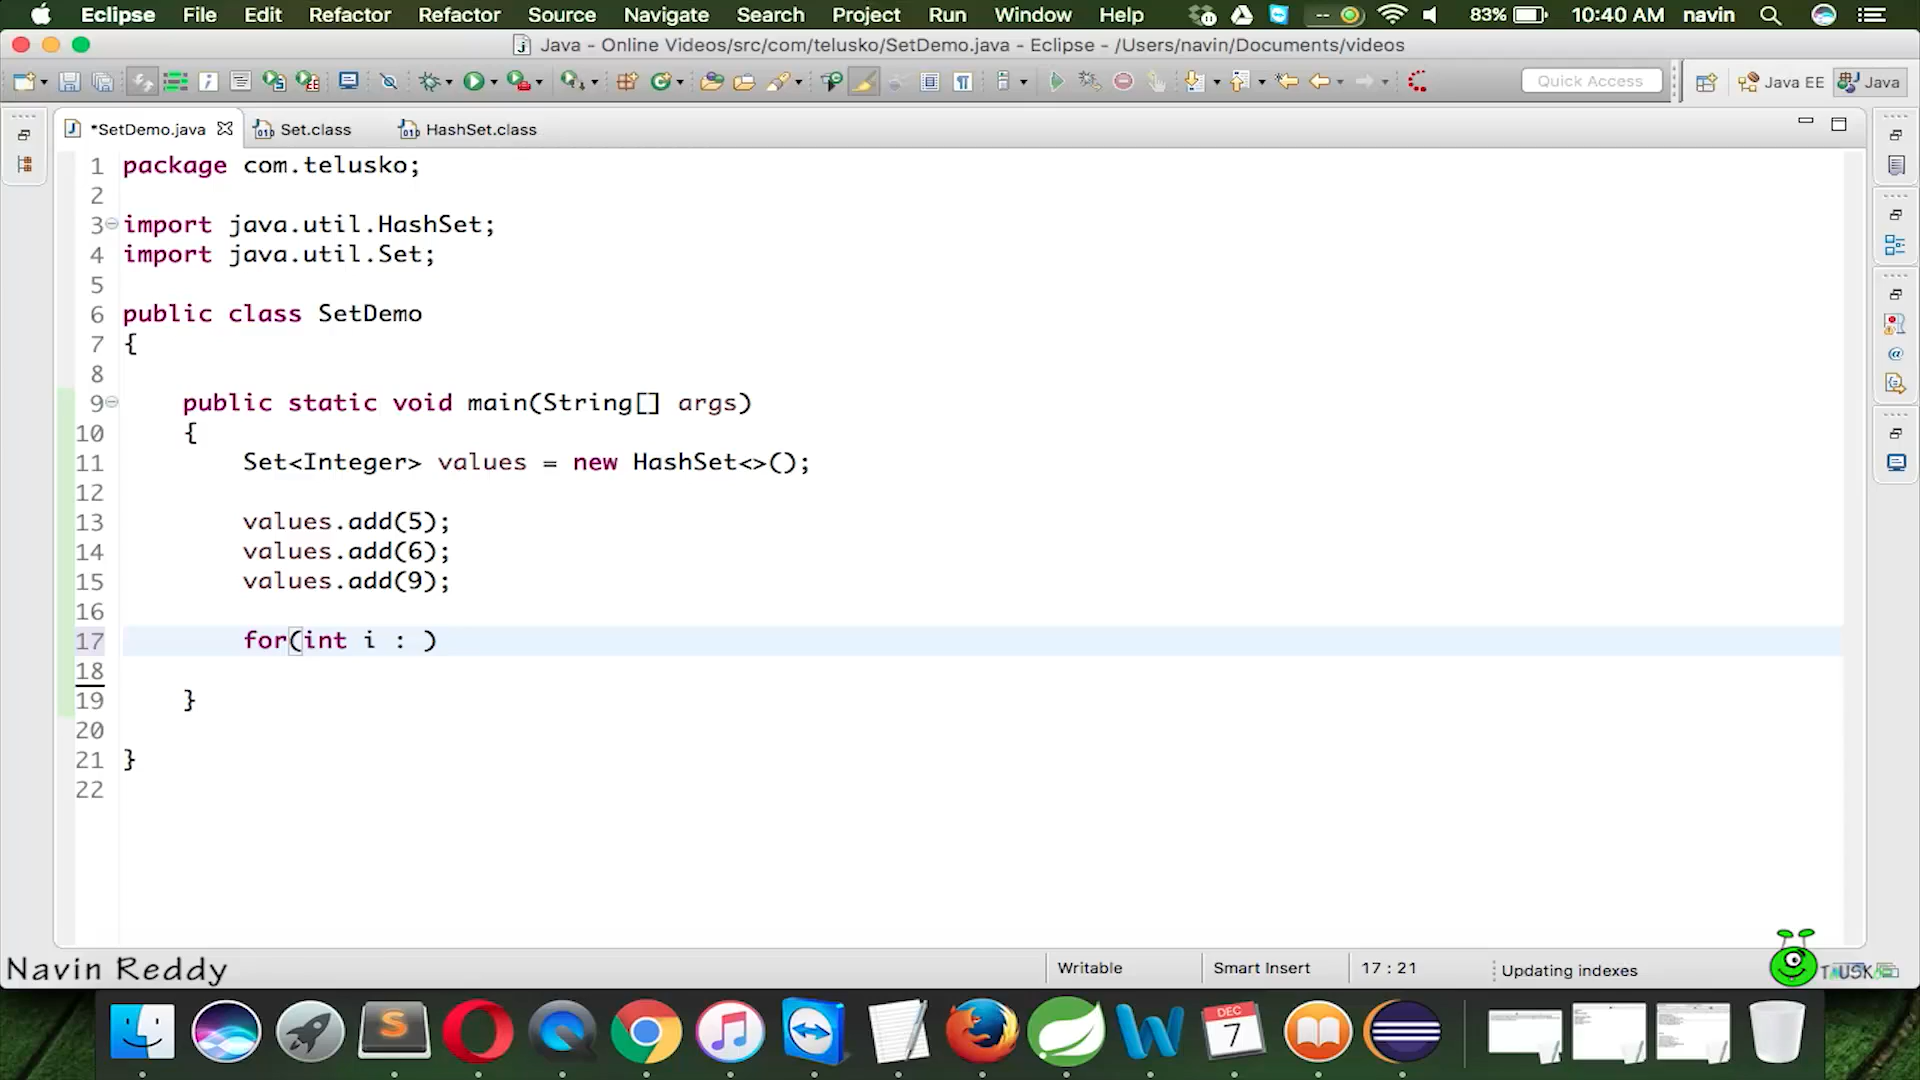 Eclipse File Edit Refactor Refactor Source Navigate Search Project Run Window Help -- 83% 10:40 AM navin
Java - Online Videos/src/com/telusko/SetDemo.java - Eclipse - /Users/navin/Documents/videos
Quick Access Java EE Java
*SetDemo.java Set.class HashSet.class
1 package com.telusko;
2
3 import java.util.HashSet;
4 import java.util.Set;
5
6 public class SetDemo
7 {
8
9 public static void main(String[] args)
10 {
11 Set<Integer> values = new HashSet<>();
12
13 values.add(5);
14 values.add(6);
15 values.add(9);
16
17 for(int i : )
18
19 }
20
21 }
22
Navin Reddy Writable Smart Insert 17 : 21 Updating indexes
DEC
7